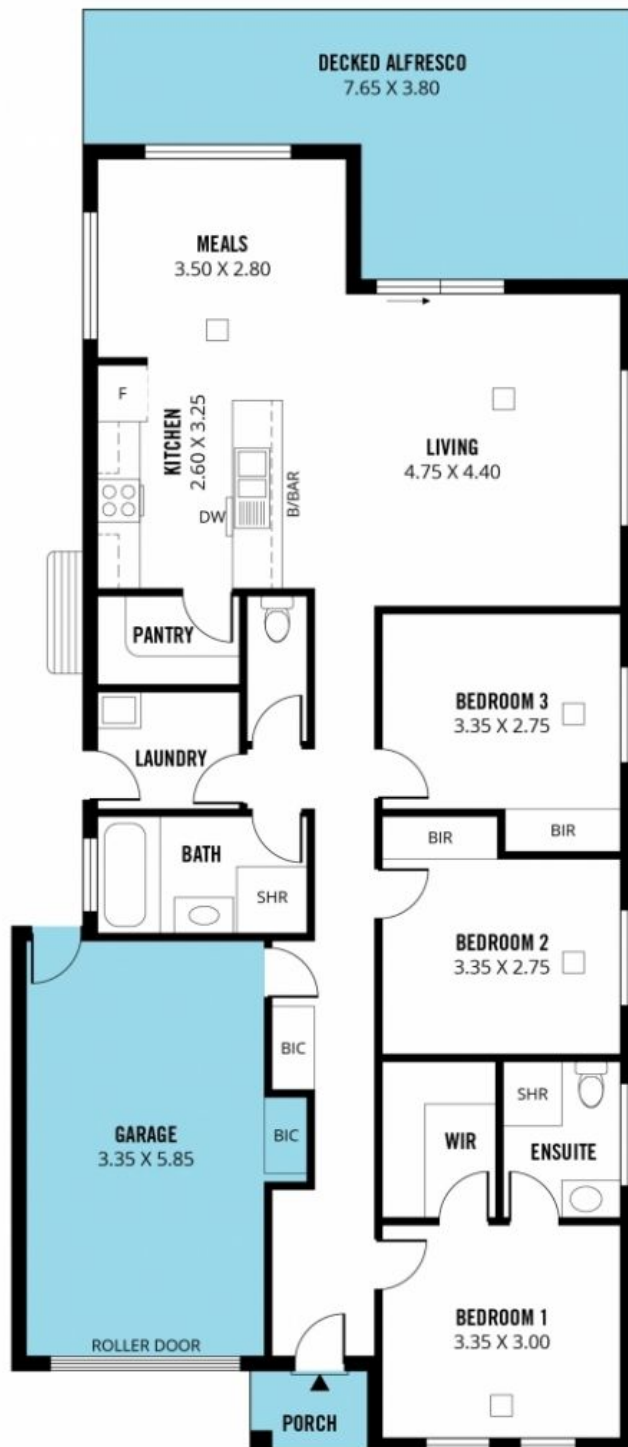 DECKED ALFRESCO
7.65 X 3.80
MEALS
3.50 X 2.80
F
KITCHEN
2.60 X 3.25
DW
B/BAR
LIVING
4.75 X 4.40
PANTRY
LAUNDRY
BEDROOM 3
3.35 X 2.75
BIR
BIR
BATH
SHR
BEDROOM 2
3.35 X 2.75
BIC
BIC
GARAGE
3.35 X 5.85
WIR
SHR
ENSUITE
BEDROOM 1
3.35 X 3.00
ROLLER DOOR
PORCH